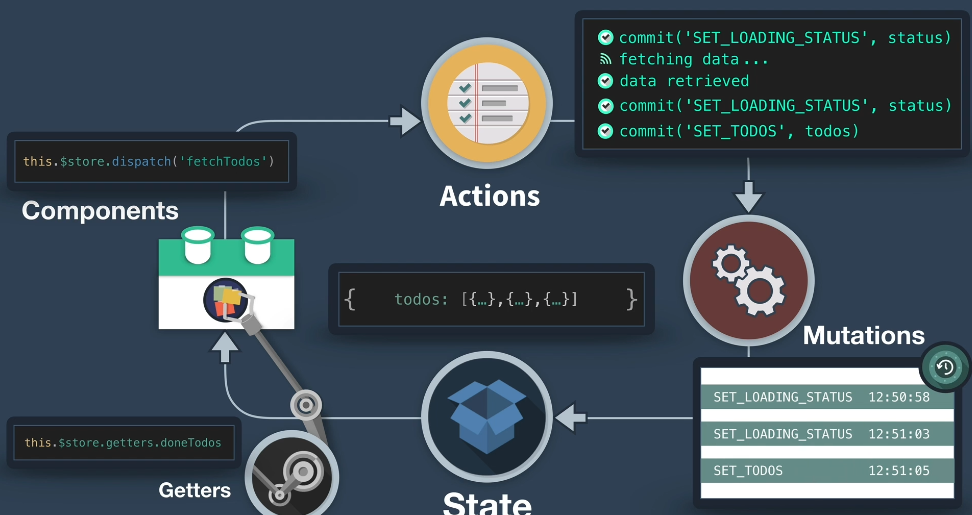 this.$store.dispatch('fetchTodos')
Components
Actions
commit('SET_LOADING_STATUS', status)
fetching data...
data retrieved
commit('SET_LOADING_STATUS', status)
commit('SET_TODOS', todos)
Mutations
SET_LOADING_STATUS 12:50:58
SET_LOADING_STATUS 12:51:03
SET_TODOS 12:51:05
{ todos: [{…},{…},{…}] }
State
this.$store.getters.doneTodos
Getters